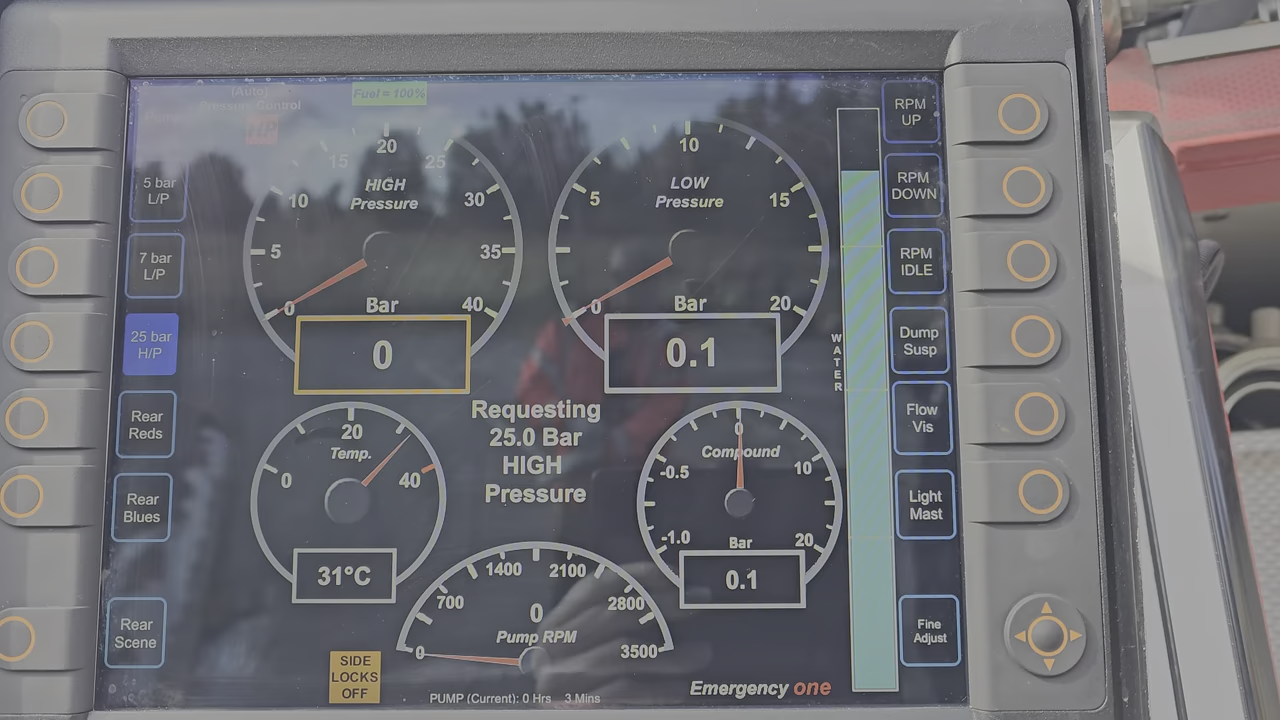 [Auto]
Pressure Control
HP
Fuel = 100%
5 bar
L/P
7 bar
L/P
25 bar
H/P
Rear
Reds
Rear
Blues
Rear
Scene
0
5
10
15
20
25
30
35
40
HIGH
Pressure
Bar
0
0
5
10
15
20
LOW
Pressure
Bar
0.1
Requesting
25.0 Bar
HIGH
Pressure
0
20
40
Temp.
31°C
-1.0
-0.5
0
10
20
Compound
Bar
0.1
0
700
1400
2100
2800
3500
0
Pump RPM
SIDE
LOCKS
OFF
PUMP (Current): 0 Hrs 3 Mins
Emergency one
WATER
RPM
UP
RPM
DOWN
RPM
IDLE
Dump
Susp
Flow
Vis
Light
Mast
Fine
Adjust